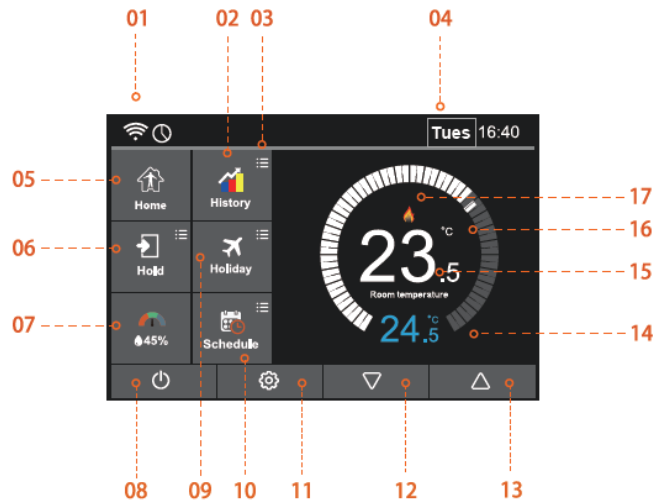 01
02
03
04
Tues 16:40
05
Home
History
17
06
Hold
Holiday
°C
16
23.5
15
Room temperature
07
45%
Schedule
°C
24.5
14
08
09
10
11
12
13